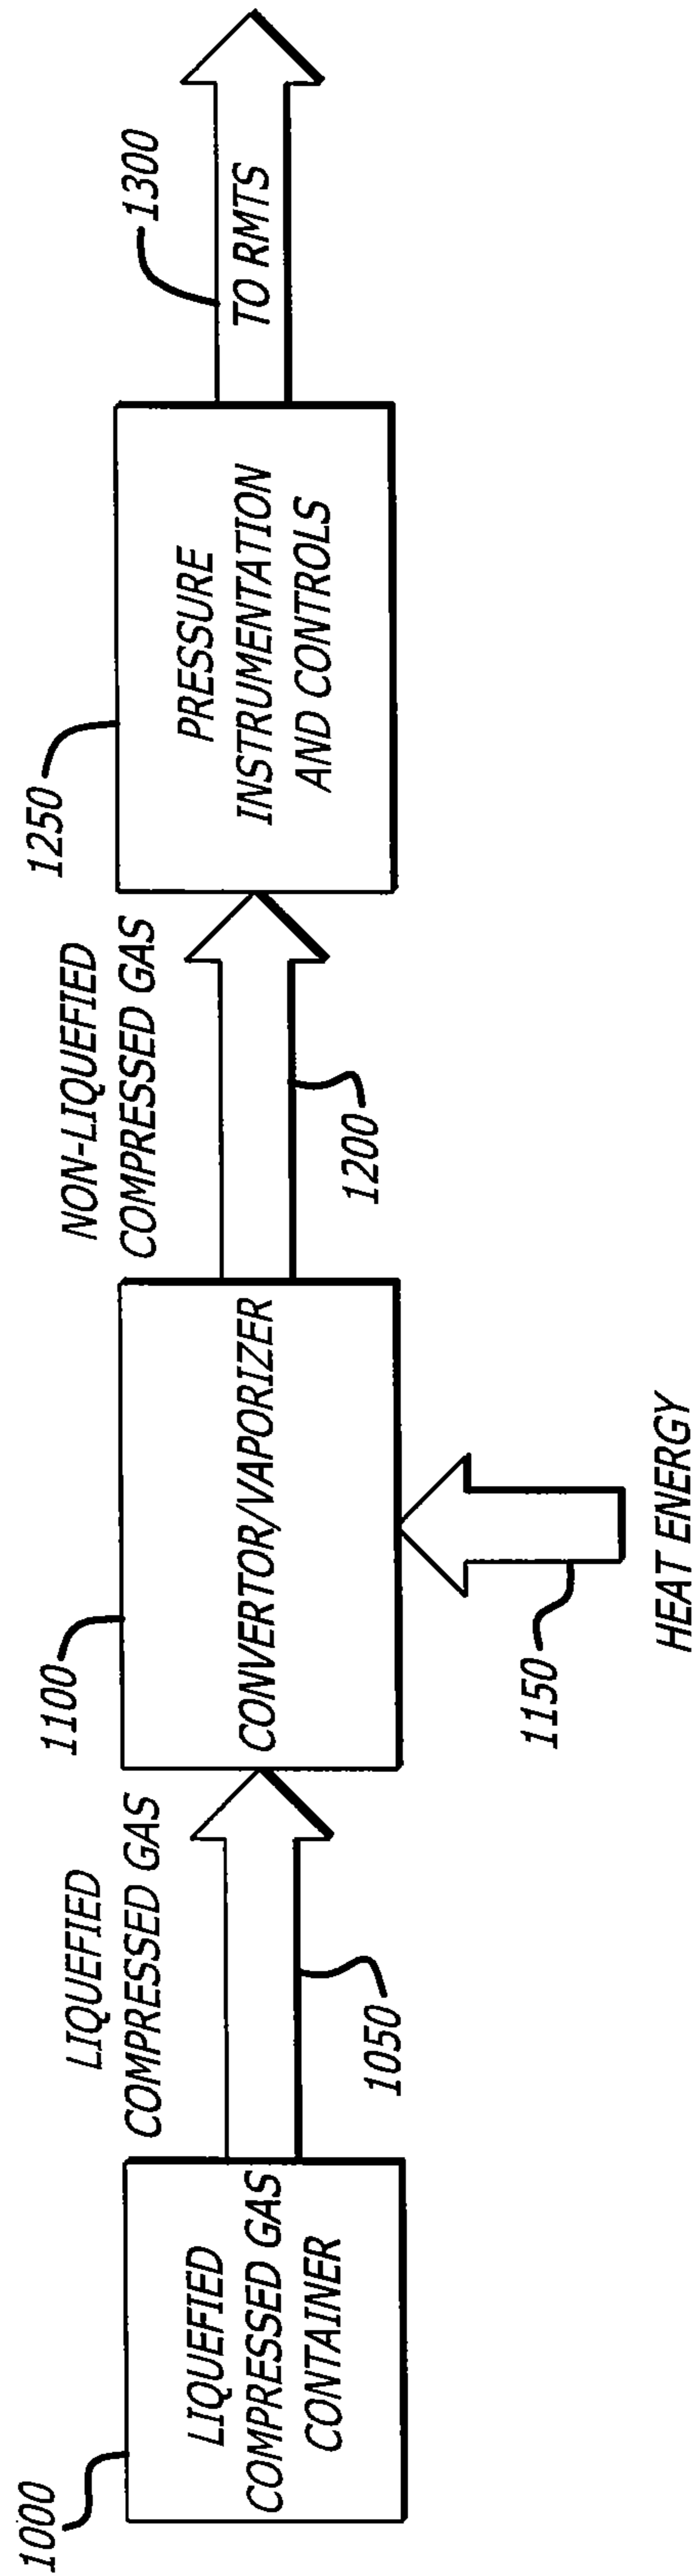 1000
LIQUEFIED
COMPRESSED GAS
CONTAINER
LIQUEFIED
COMPRESSED GAS
1050
1100
CONVERTOR/VAPORIZER
1150
HEAT ENERGY
NON-LIQUEFIED
COMPRESSED GAS
1200
1250
PRESSURE
INSTRUMENTATION
AND CONTROLS
1300
TO RMTS